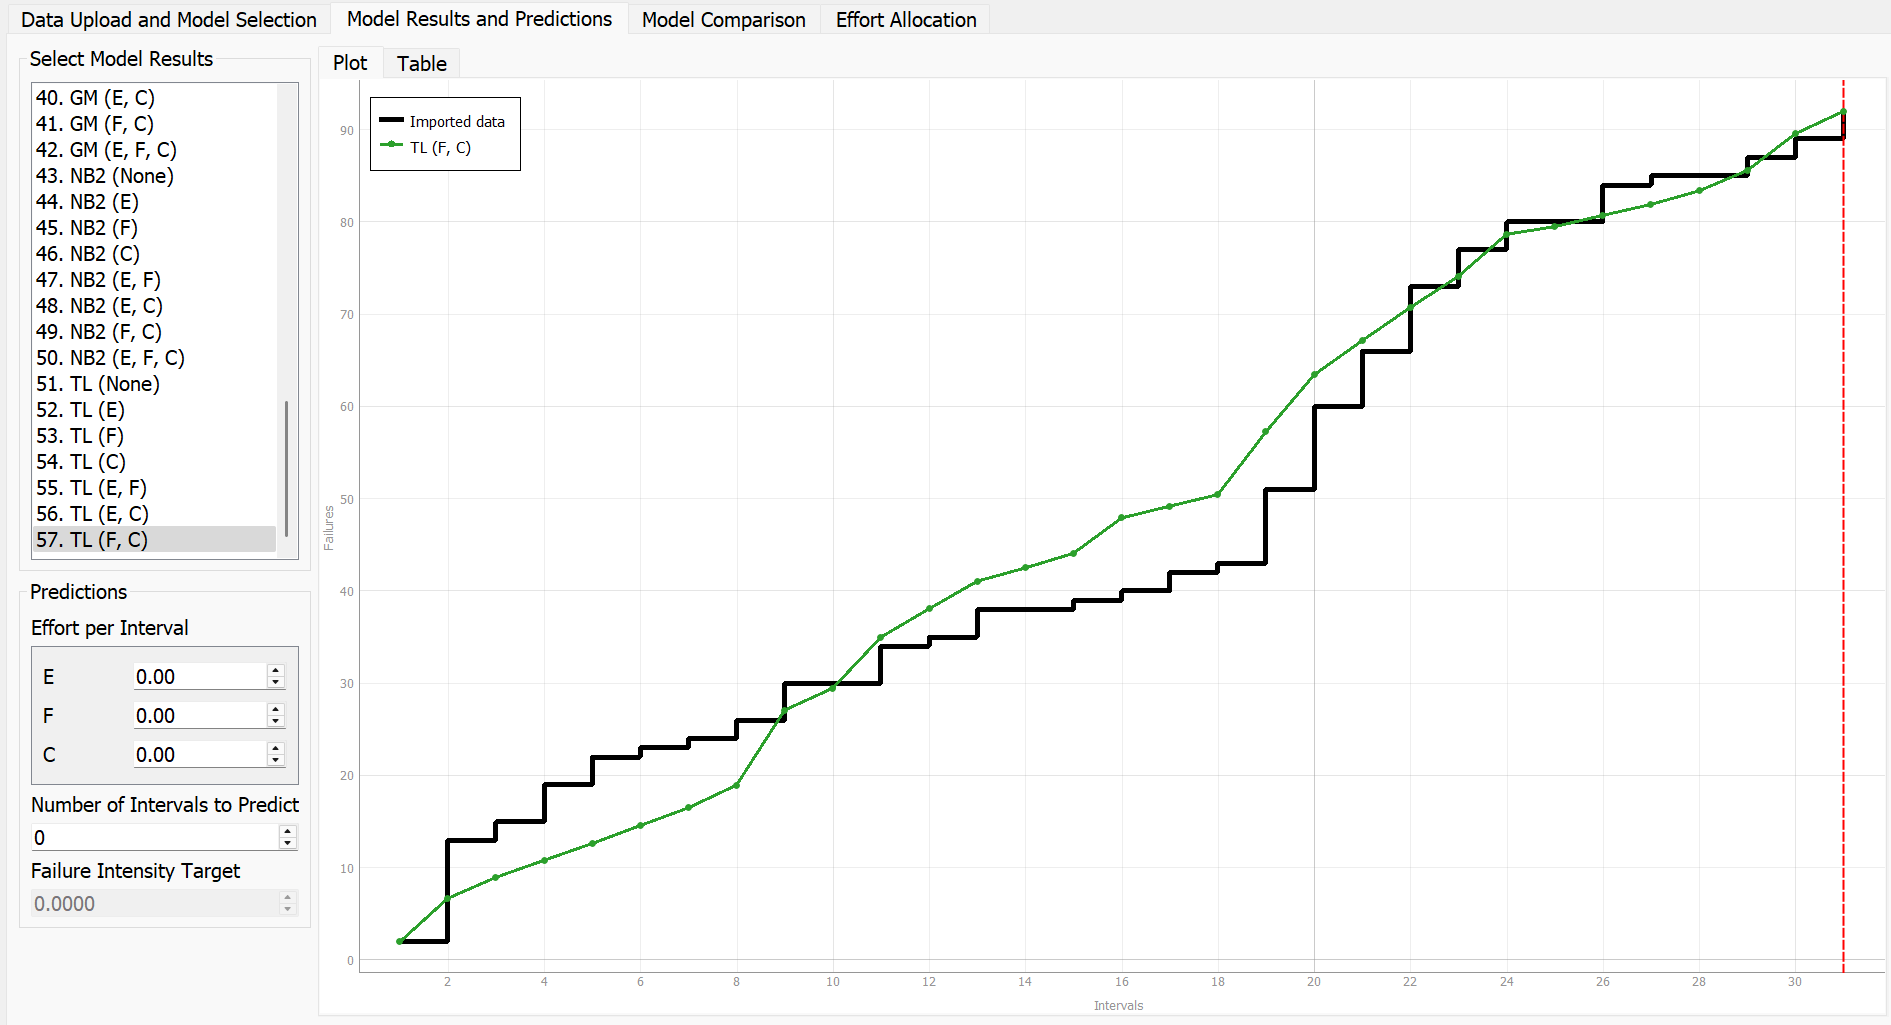 Data Upload and Model Selection
Model Results and Predictions
Model Comparison
Effort Allocation
Select Model Results
40. GM (E, C)
41. GM (F, C)
42. GM (E, F, C)
43. NB2 (None)
44. NB2 (E)
45. NB2 (F)
46. NB2 (C)
47. NB2 (E, F)
48. NB2 (E, C)
49. NB2 (F, C)
50. NB2 (E, F, C)
51. TL (None)
52. TL (E)
53. TL (F)
54. TL (C)
55. TL (E, F)
56. TL (E, C)
57. TL (F, C)
Predictions
Effort per Interval
E 0.00
F 0.00
C 0.00
Number of Intervals to Predict
0
Failure Intensity Target
0.0000
Plot
Table
Imported data
TL (F, C)
Failures
90
80
70
60
50
40
30
20
10
0
2 4 6 8 10 12 14 16 18 20 22 24 26 28 30
Intervals